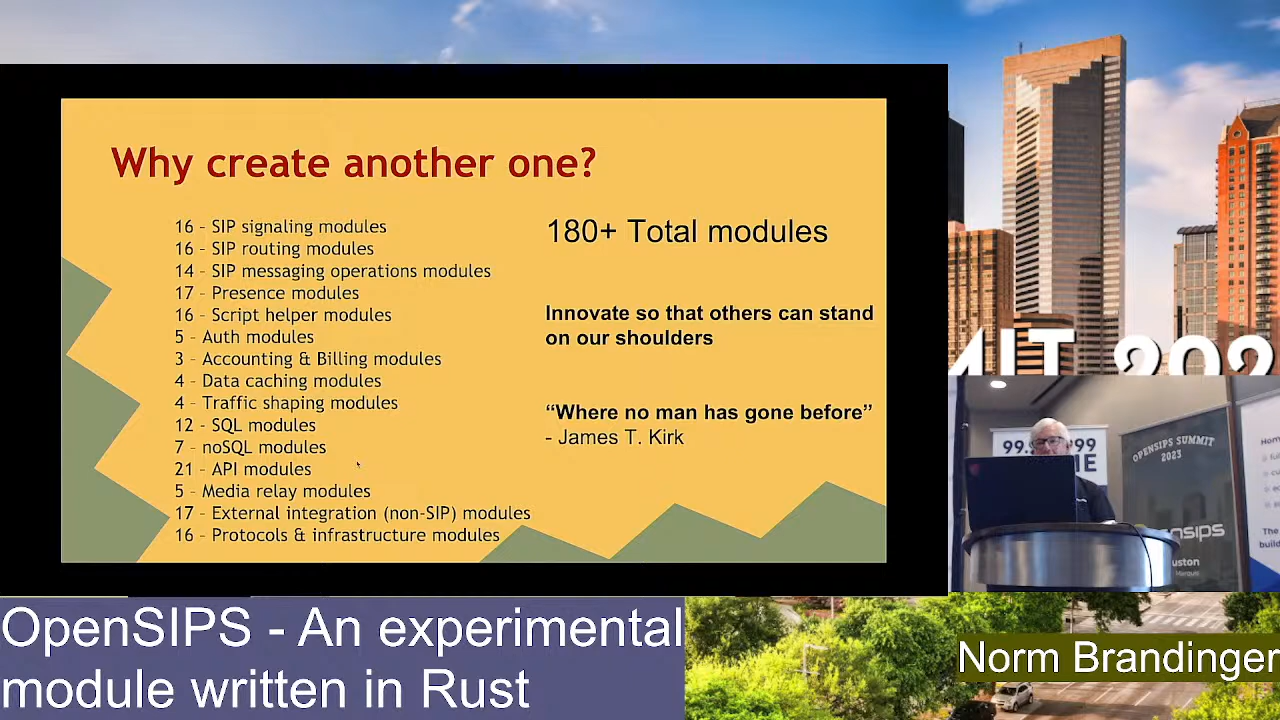 Why create another one?
16 - SIP signaling modules
16 - SIP routing modules
14 - SIP messaging operations modules
17 - Presence modules
16 - Script helper modules
5 - Auth modules
3 - Accounting & Billing modules
4 - Data caching modules
4 - Traffic shaping modules
12 - SQL modules
7 - noSQL modules
21 - API modules
5 - Media relay modules
17 - External integration (non-SIP) modules
16 - Protocols & infrastructure modules
180+ Total modules
Innovate so that others can stand
on our shoulders
“Where no man has gone before”
- James T. Kirk
OPENSIPS SUMMIT
2023
OpenSIPS - An experimental
module written in Rust
Norm Brandinger